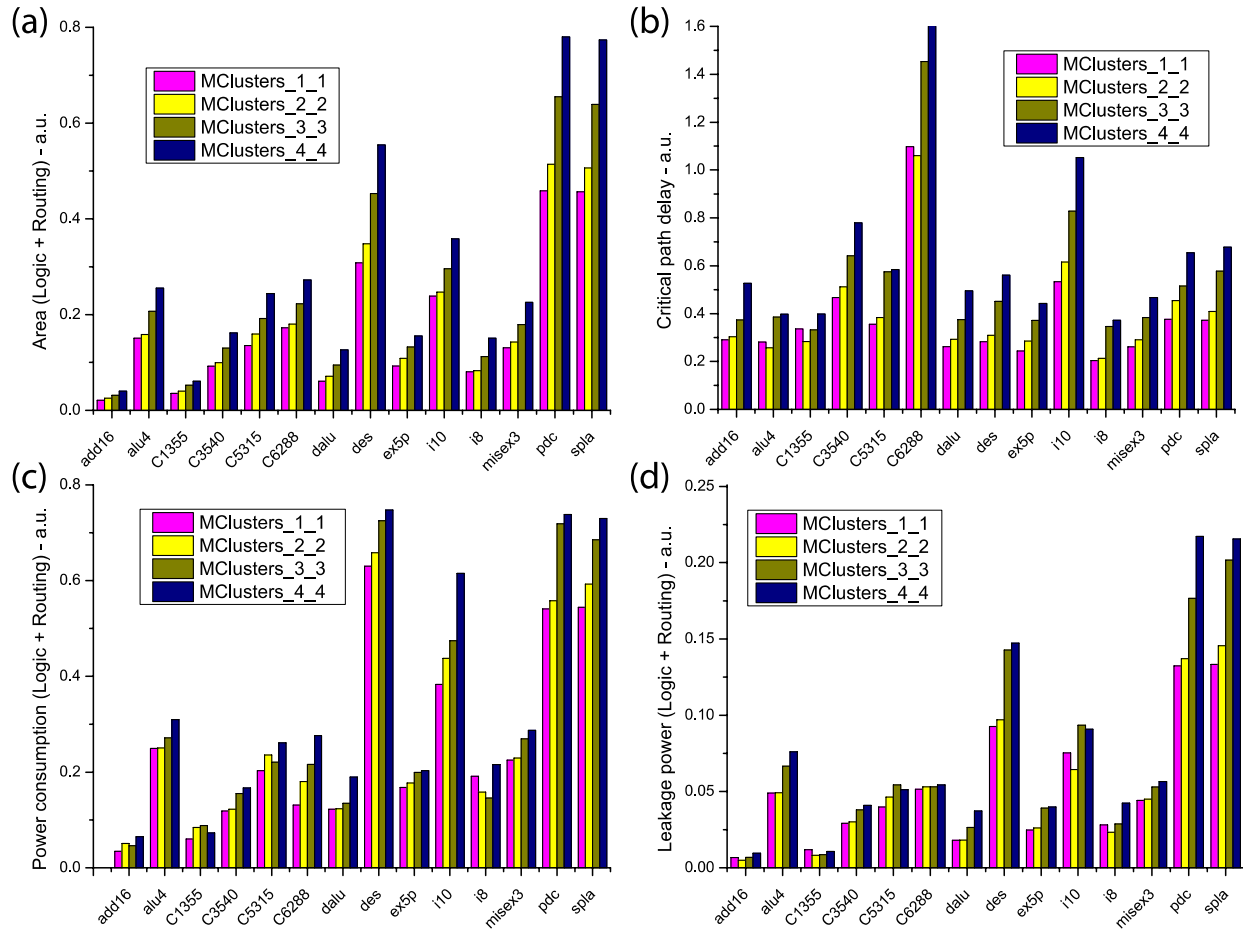 (a)
Area (Logic + Routing) - a.u.
0.8
0.6
0.4
0.2
0.0
MClusters_1_1
MClusters_2_2
MClusters_3_3
MClusters_4_4
add16 alu4 C1355 C3540 C5315 C6288 dalu des ex5p i10 i8 misex3 pdc spla
(b)
Critical path delay - a.u.
1.6
1.4
1.2
1.0
0.8
0.6
0.4
0.2
0.0
MClusters_1_1
MClusters_2_2
MClusters_3_3
MClusters_4_4
add16 alu4 C1355 C3540 C5315 C6288 dalu des ex5p i10 i8 misex3 pdc spla
(c)
Power consumption (Logic + Routing) - a.u.
0.8
0.6
0.4
0.2
0.0
MClusters_1_1
MClusters_2_2
MClusters_3_3
MClusters_4_4
add16 alu4 C1355 C3540 C5315 C6288 dalu des ex5p i10 i8 misex3 pdc spla
(d)
Leakage power (Logic + Routing) - a.u.
0.25
0.20
0.15
0.10
0.05
0.00
MClusters_1_1
MClusters_2_2
MClusters_3_3
MClusters_4_4
add16 alu4 C1355 C3540 C5315 C6288 dalu des ex5p i10 i8 misex3 pdc spla